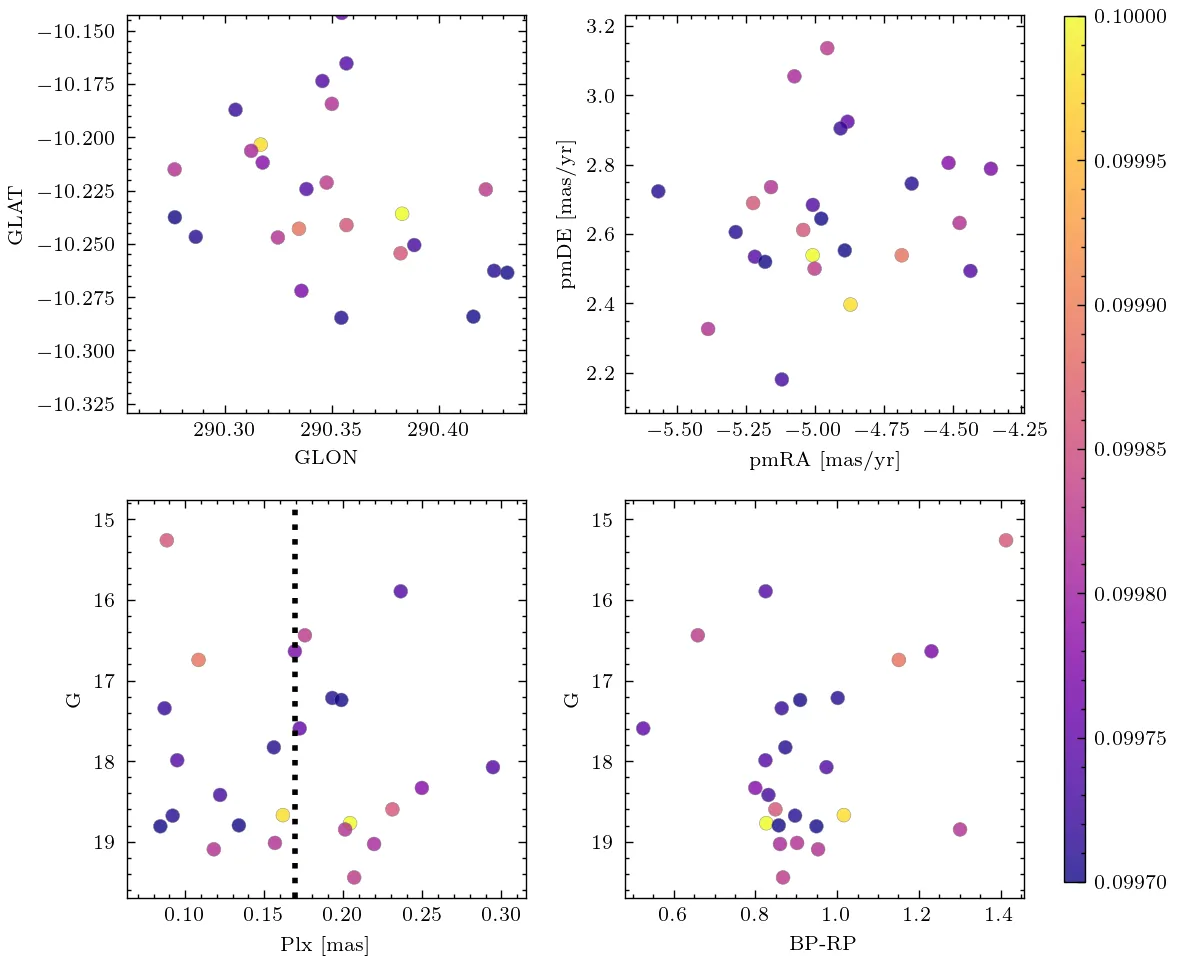 −10.150
−10.175
−10.200
−10.225
−10.250
−10.275
−10.300
−10.325
GLAT
290.30 290.35 290.40
GLON
3.2
3.0
2.8
2.6
2.4
2.2
pmDE [mas/yr]
−5.50 −5.25 −5.00 −4.75 −4.50 −4.25
pmRA [mas/yr]
15
16
17
18
19
G
0.10 0.15 0.20 0.25 0.30
Plx [mas]
15
16
17
18
19
G
0.6 0.8 1.0 1.2 1.4
BP-RP
0.10000
0.09995
0.09990
0.09985
0.09980
0.09975
0.09970